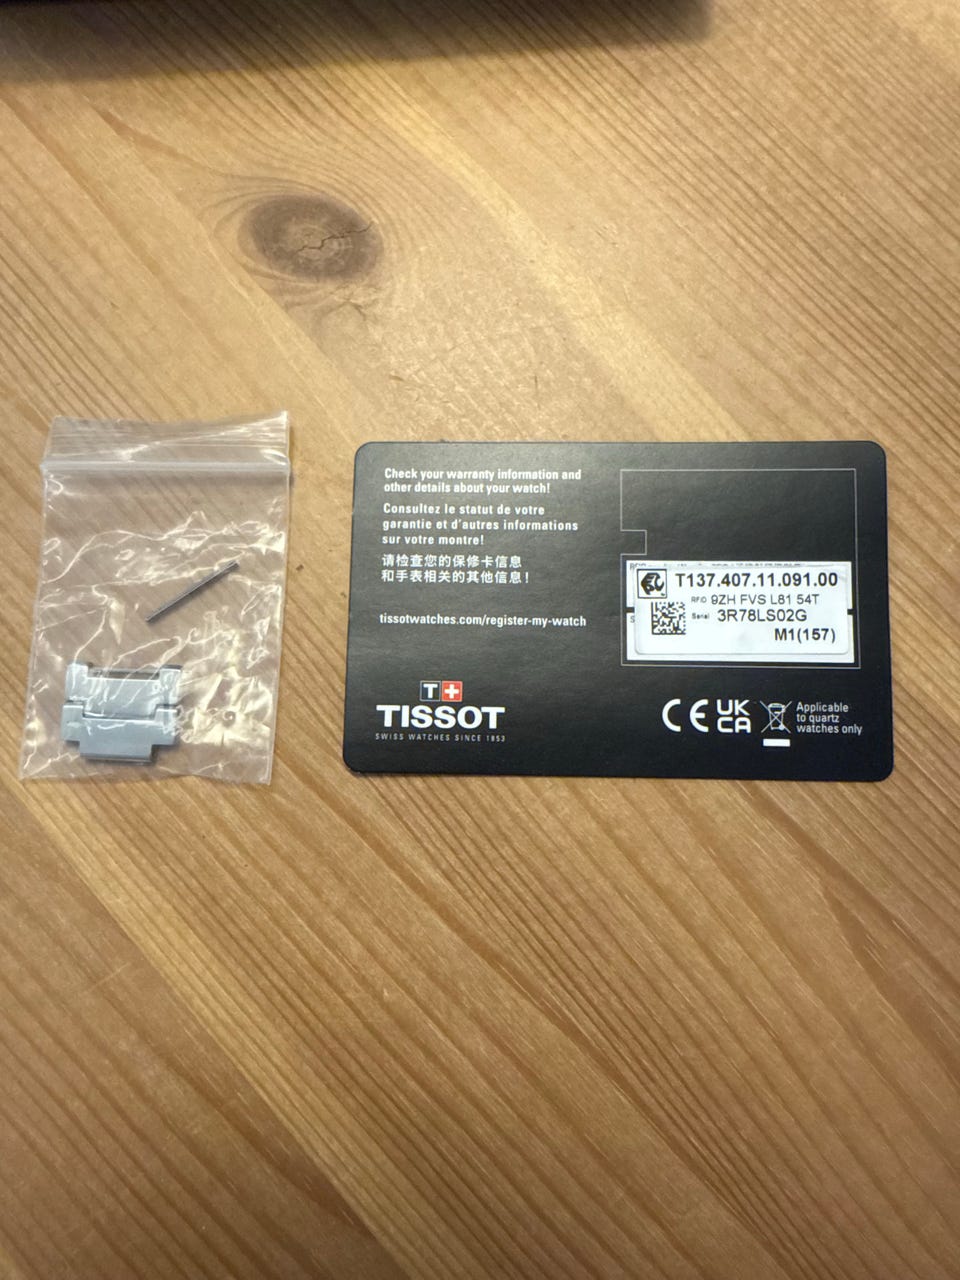 Check your warranty information and
other details about your watch!
Consultez le statut de votre
garantie et d'autres informations
sur votre montre!
请检查您的保修卡信息
和手表相关的其他信息！
tissotwatches.com/register-my-watch
T137.407.11.091.00
RFID 9ZH FVS L81 54T
Serial 3R78LS02G
M1(157)
T+
TISSOT
SWISS WATCHES SINCE 1853
CE UK
CA
Applicable
to quartz
watches only